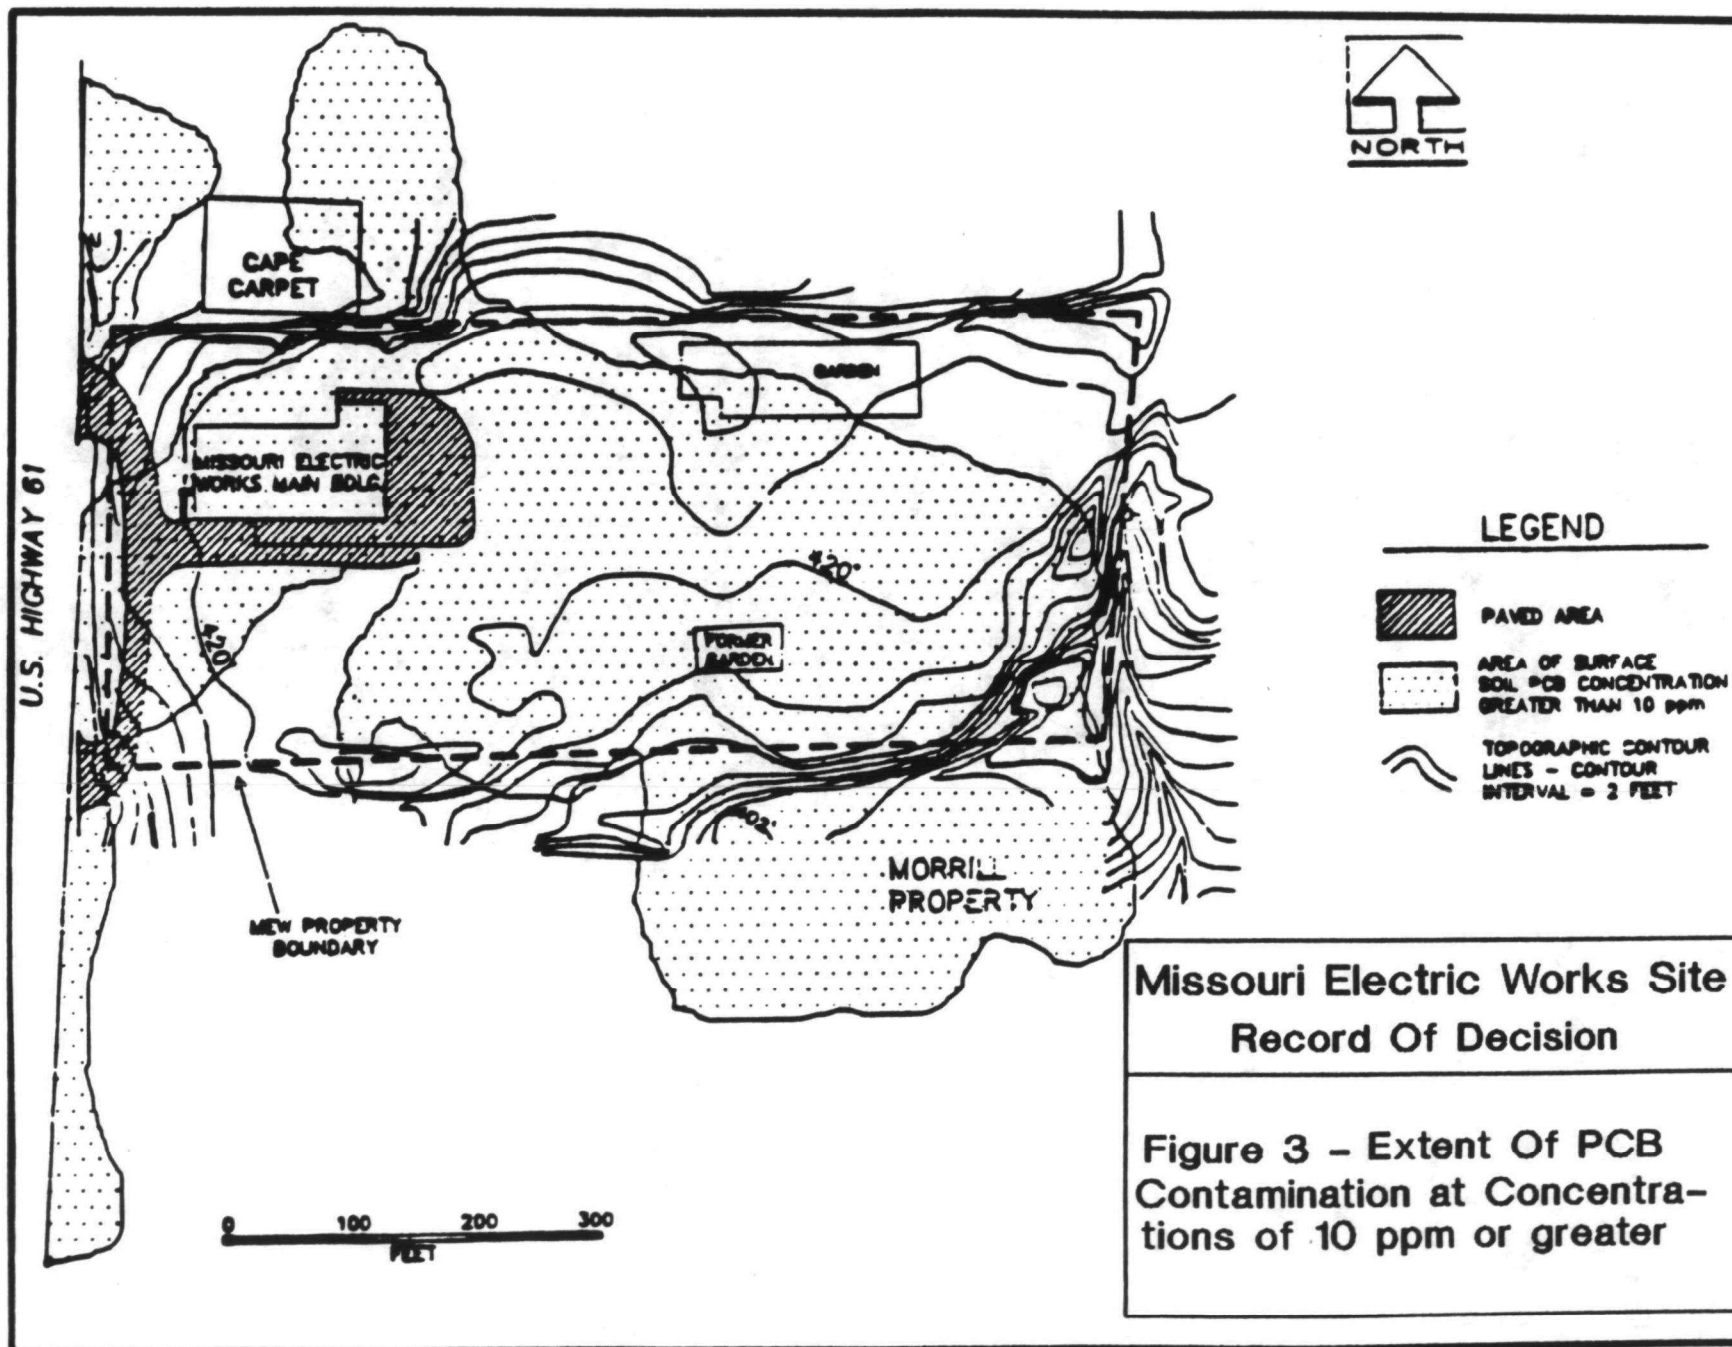 NORTH
CAPE
CARPET
GARDEN
MISSOURI ELECTRIC
WORKS MAIN BDLG.
U.S. HIGHWAY 61
420'
420'
FORMER
GARDEN
402'
MORRILL
PROPERTY
MEW PROPERTY
BOUNDARY
LEGEND
PAVED AREA
AREA OF SURFACE
SOIL PCB CONCENTRATION
GREATER THAN 10 ppm
TOPOGRAPHIC CONTOUR
LINES - CONTOUR
INTERVAL = 2 FEET
0 100 200 300
FEET
Missouri Electric Works Site
Record Of Decision
Figure 3 - Extent Of PCB
Contamination at Concentra-
tions of 10 ppm or greater